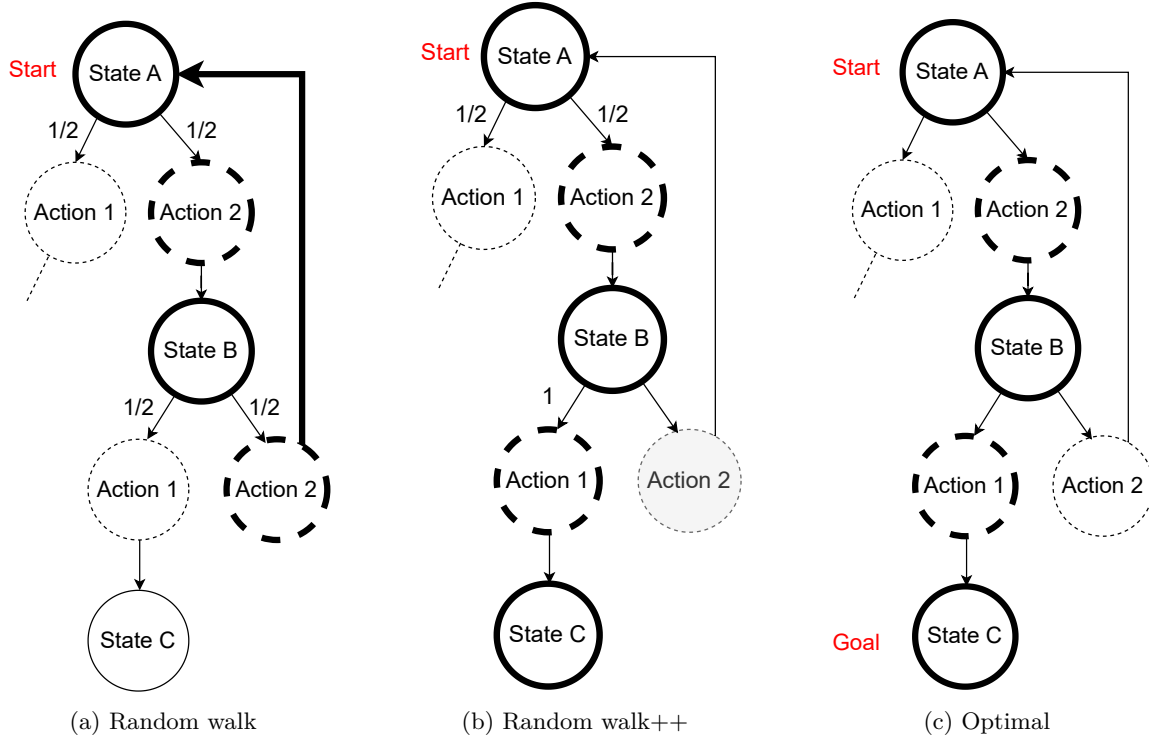 Start
State A
1/2
1/2
Action 1
Action 2
State B
1/2
1/2
Action 1
Action 2
State C
(a) Random walk
Start
State A
1/2
1/2
Action 1
Action 2
State B
1
Action 1
Action 2
State C
(b) Random walk++
Start
State A
Action 1
Action 2
State B
Action 1
Action 2
Goal
State C
(c) Optimal